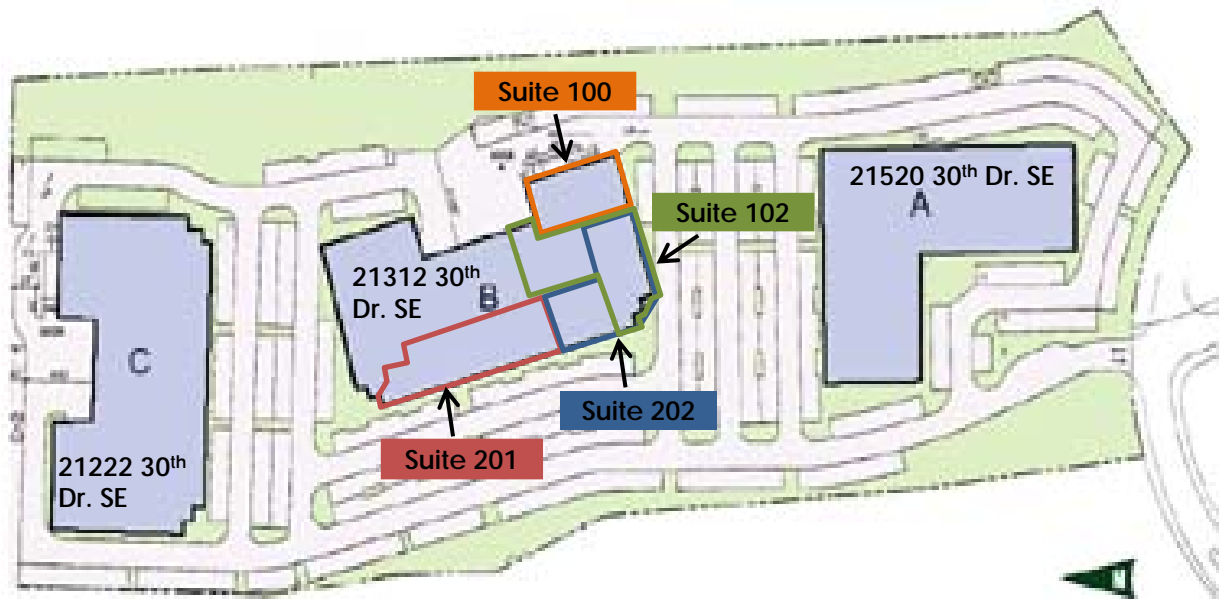 Suite 100
21520 30th Dr. SE
A
Suite 102
21312 30th
Dr. SE
B
C
Suite 202
Suite 201
21222 30th
Dr. SE